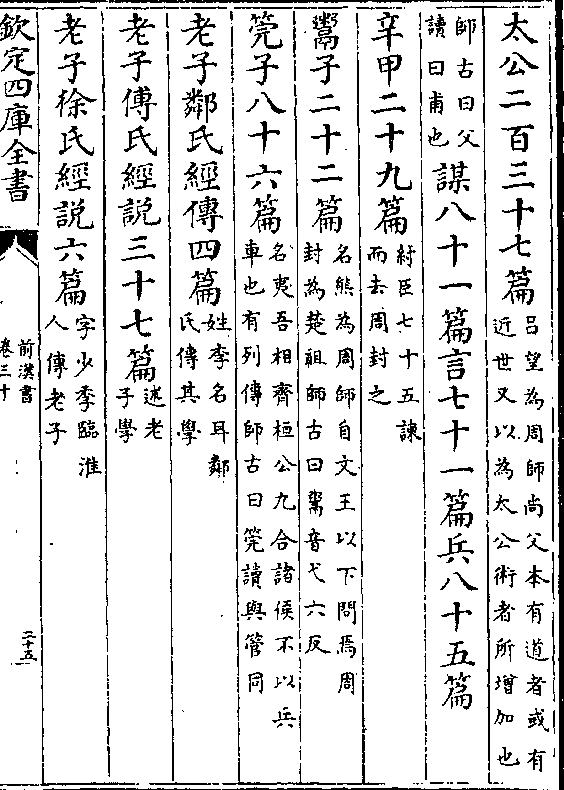 太公二百三十七篇吕望為周師尚父本有道者或有近世又以為太公術者所增加也
師古曰父讀曰甫也謀八十一篇言七十一篇兵八十五篇
辛甲二十九篇紂臣七十五諫而去周封之
鬻子二十二篇名熊為周師自文王以下問焉周封為楚祖師古曰鬻音弋六反
筦子八十六篇名夷吾相齊桓公九合諸侯不以兵車也有列傳師古曰筦讀與管同
老子鄰氏經傳四篇姓李名耳鄰氏傳其學
老子傅氏經説三十七篇述老子學
老子徐氏經説六篇字少季臨淮人傳老子
欽定四庫全書
前漢書
卷三十
二十五